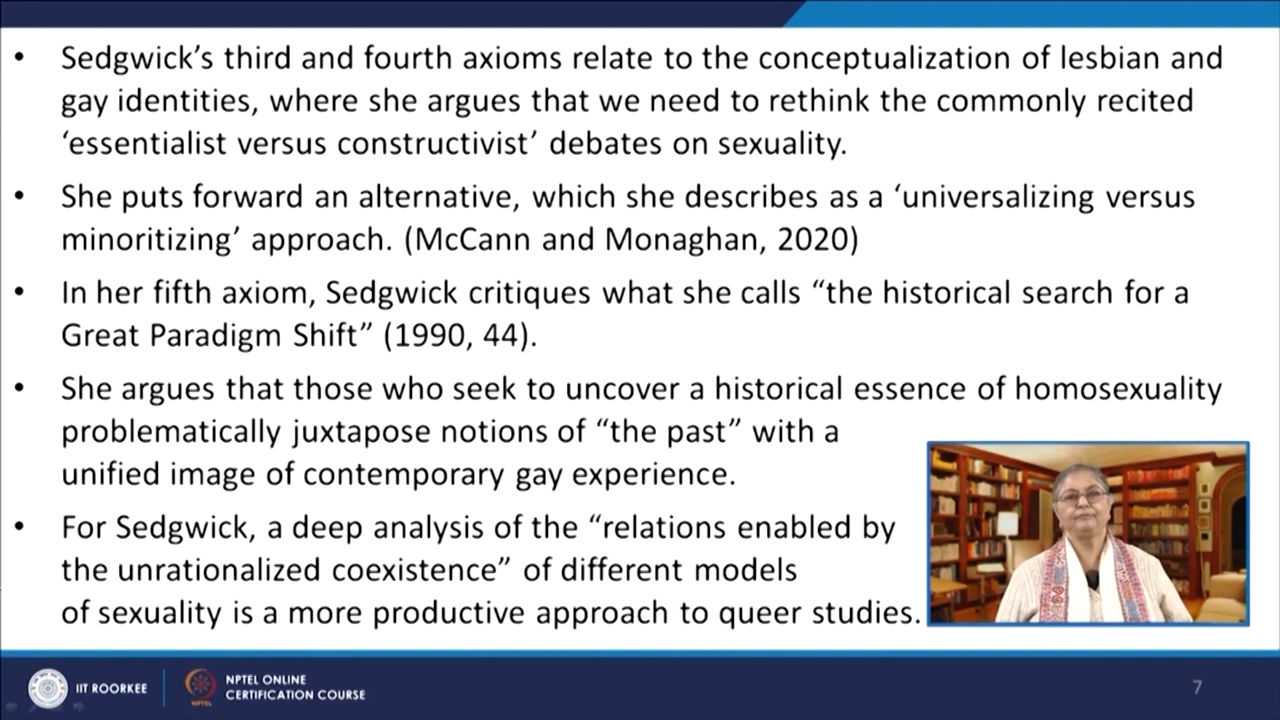 • Sedgwick’s third and fourth axioms relate to the conceptualization of lesbian and
gay identities, where she argues that we need to rethink the commonly recited
‘essentialist versus constructivist’ debates on sexuality.
• She puts forward an alternative, which she describes as a ‘universalizing versus
minoritizing’ approach. (McCann and Monaghan, 2020)
• In her fifth axiom, Sedgwick critiques what she calls “the historical search for a
Great Paradigm Shift” (1990, 44).
• She argues that those who seek to uncover a historical essence of homosexuality
problematically juxtapose notions of “the past” with a
unified image of contemporary gay experience.
• For Sedgwick, a deep analysis of the “relations enabled by
the unrationalized coexistence” of different models
of sexuality is a more productive approach to queer studies.
IIT ROORKEE
NPTEL
NPTEL ONLINE
CERTIFICATION COURSE
7